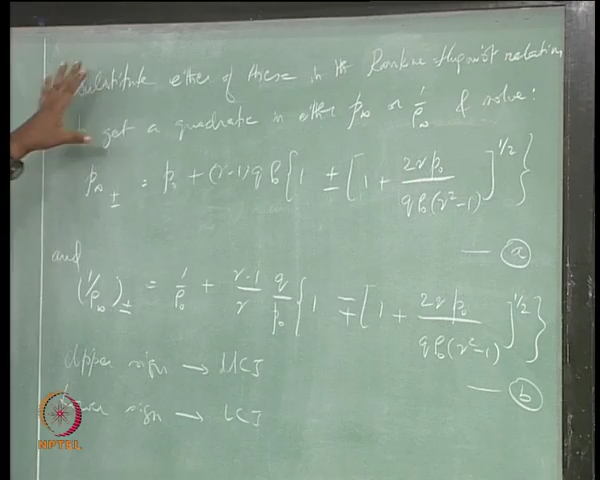 substitute either of these in the Rankine Hugoniot relation,
get a quadratic in either p∞ or 1/ρ∞ & solve:
p∞± = p₀ + (γ-1) q ρ₀ { 1 ± [ 1 + 2γp₀ / qρ₀(γ²-1) ]^1/2 }
— (a)
and
(1/ρ∞)± = 1/ρ₀ + γ-1/γ q/p₀ { 1 ∓ [ 1 + 2γp₀ / qρ₀(γ²-1) ]^1/2 }
— (b)
Upper sign → UCJ
Lower sign → LCJ
NPTEL